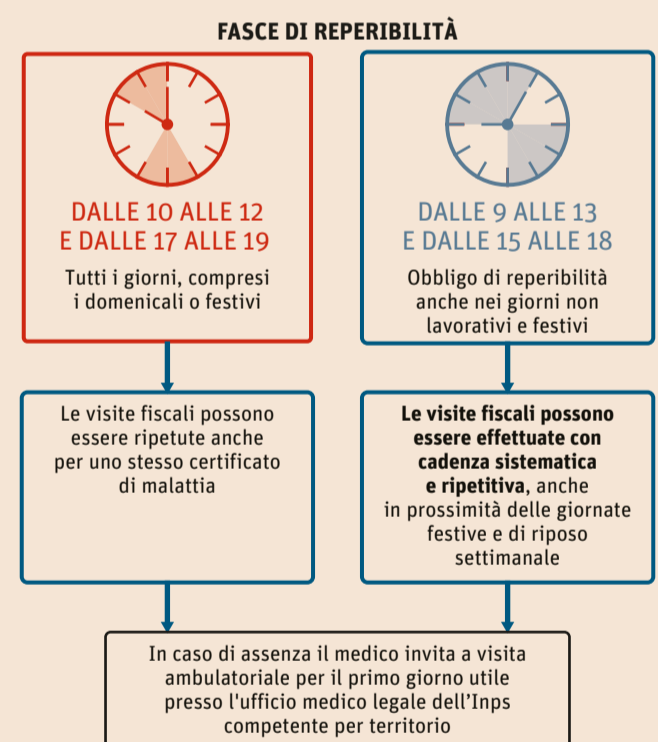 FASCE DI REPERIBILITÀ
DALLE 10 ALLE 12
E DALLE 17 ALLE 19
Tutti i giorni, compresi
i domenicali o festivi
DALLE 9 ALLE 13
E DALLE 15 ALLE 18
Obbligo di reperibilità
anche nei giorni non
lavorativi e festivi
Le visite fiscali possono
essere ripetute anche
per uno stesso certificato
di malattia
Le visite fiscali possono
essere effettuate con
cadenza sistematica
e ripetitiva, anche
in prossimità delle giornate
festive e di riposo
settimanale
In caso di assenza il medico invita a visita
ambulatoriale per il primo giorno utile
presso l'ufficio medico legale dell’Inps
competente per territorio